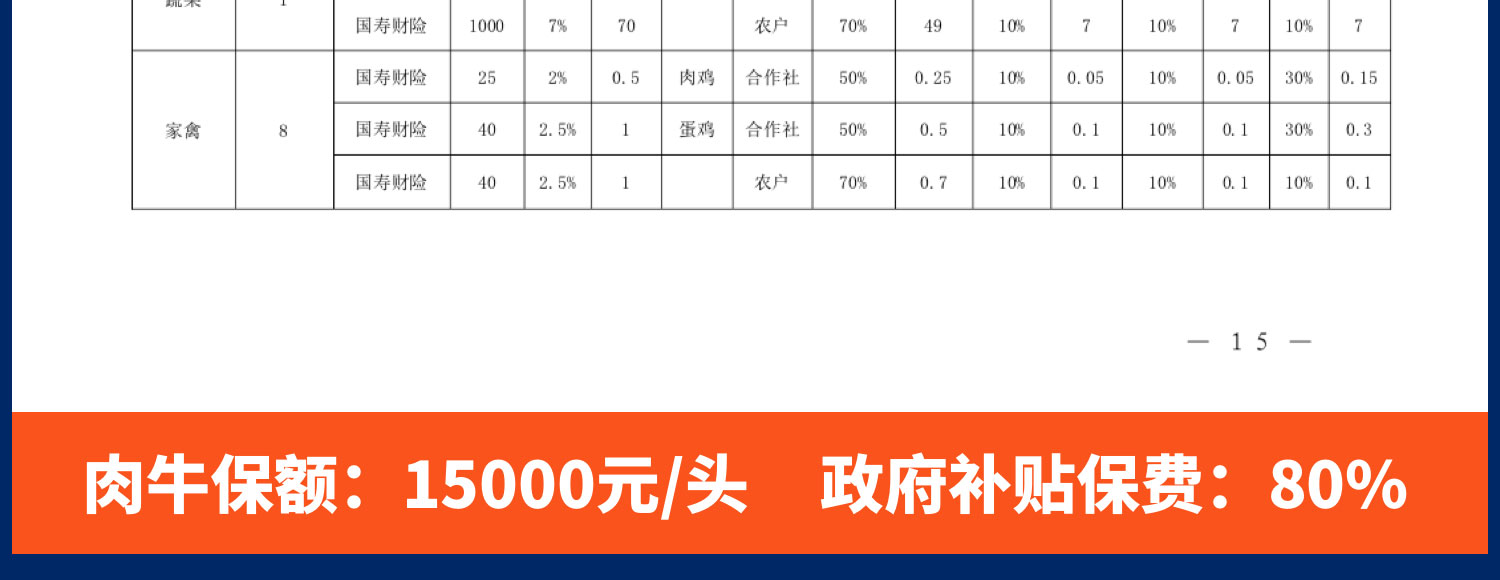 国寿财险 1000 7% 70 农户 70% 49 10% 7 10% 7 10% 7
国寿财险 25 2% 0.5 肉鸡 合作社 50% 0.25 10% 0.05 10% 0.05 30% 0.15
家禽 8 国寿财险 40 2.5% 1 蛋鸡 合作社 50% 0.5 10% 0.1 10% 0.1 30% 0.3
国寿财险 40 2.5% 1 农户 70% 0.7 10% 0.1 10% 0.1 10% 0.1
— 15 —
肉牛保额：15000元/头 政府补贴保费：80%